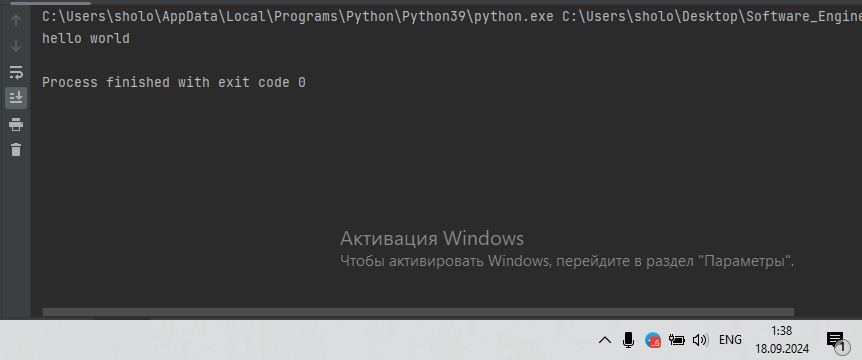 C:\Users\sholo\AppData\Local\Programs\Python\Python39\python.exe C:\Users\sholo\Desktop\Software_Engine
hello world
Process finished with exit code 0
Активация Windows
Чтобы активировать Windows, перейдите в раздел "Параметры".
ENG
1:38
18.09.2024
1